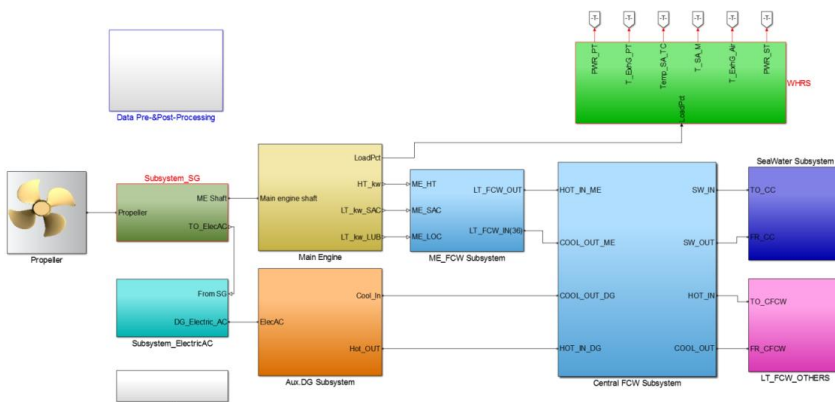 -T-
-T-
-T-
-T-
-T-
-T-
PWR_PT
T_ExhG_PT
Temp_SA_TC
T_SA_M
T_ExhG_Ar
PWR_ST
LoadPct
WHRS
Data Pre-&Post-Processing
Propeller
Subsystem_SG
Propeller
ME Shaft
TO_ElecAC
From SG
DG_Electric_AC
Subsystem_ElectricAC
Main engine shaft
LoadPct
HT_kw
LT_kw_SAC
LT_kw_LUB
Main Engine
ElecAC
Cool_In
Hot_OUT
Aux.DG Subsystem
ME_HT
ME_SAC
ME_LOC
LT_FCW_OUT
LT_FCW_IN(36)
ME_FCW Subsystem
HOT_IN_ME
COOL_OUT_ME
COOL_OUT_DG
HOT_IN_DG
SW_IN
SW_OUT
HOT_IN
COOL_OUT
Central FCW Subsystem
SeaWater Subsystem
TO_CC
FR_CC
TO_CFCW
FR_CFCW
LT_FCW_OTHERS